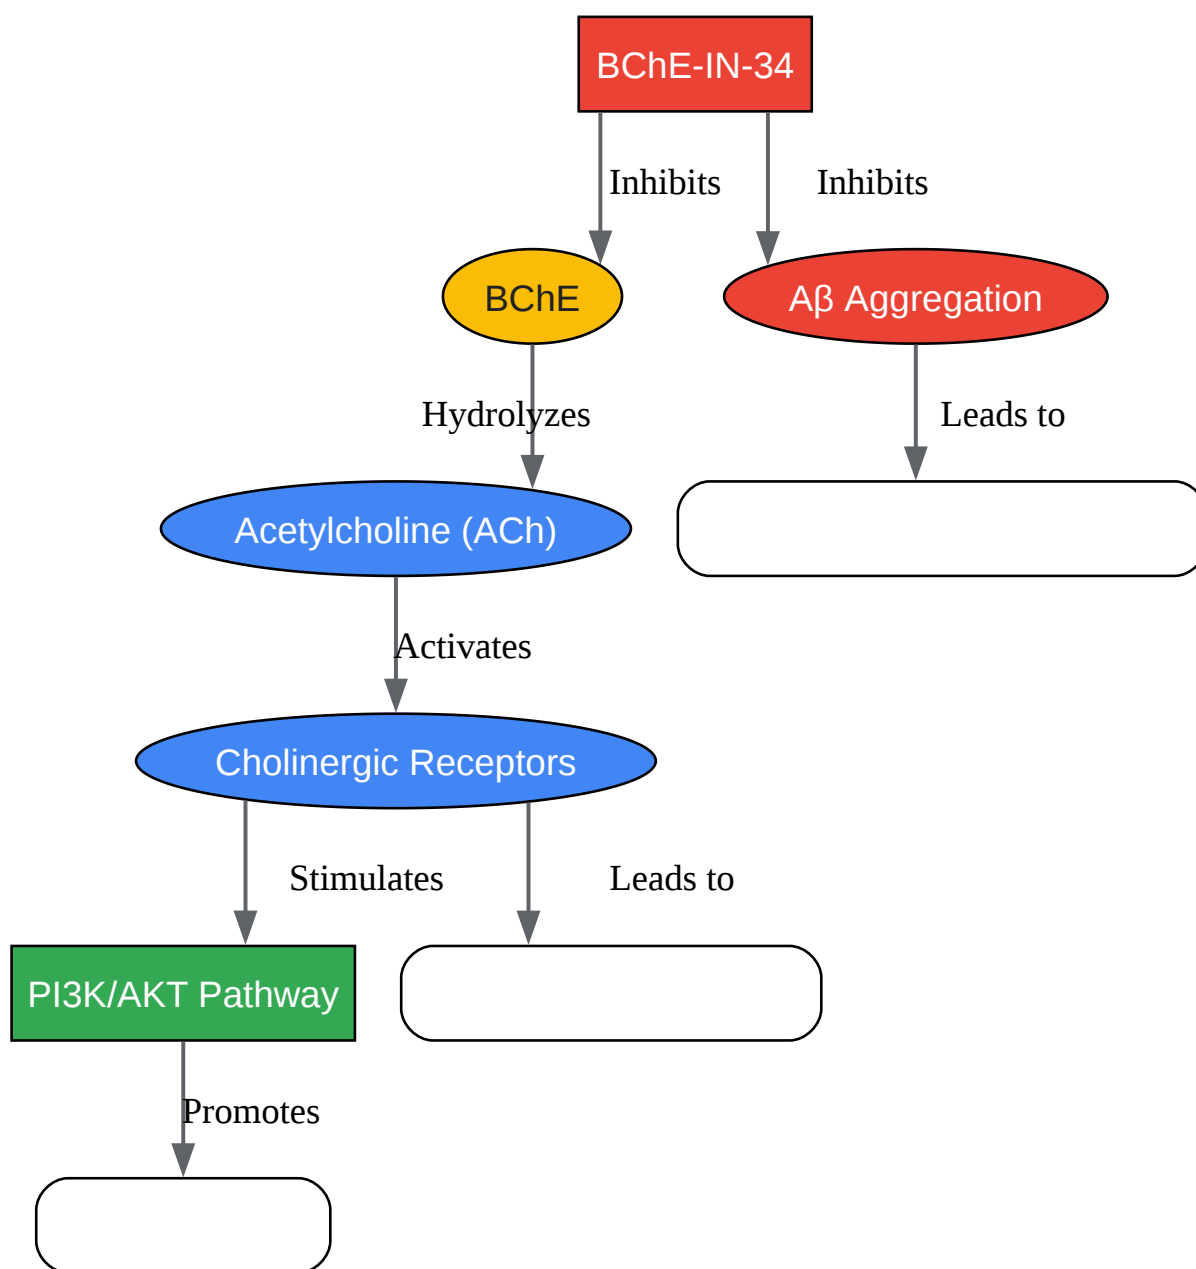 BChE-IN-34
Inhibits
Inhibits
BChE
Aβ Aggregation
Hydrolyzes
Leads to
Acetylcholine (ACh)
Activates
Cholinergic Receptors
Stimulates
Leads to
PI3K/AKT Pathway
Promotes